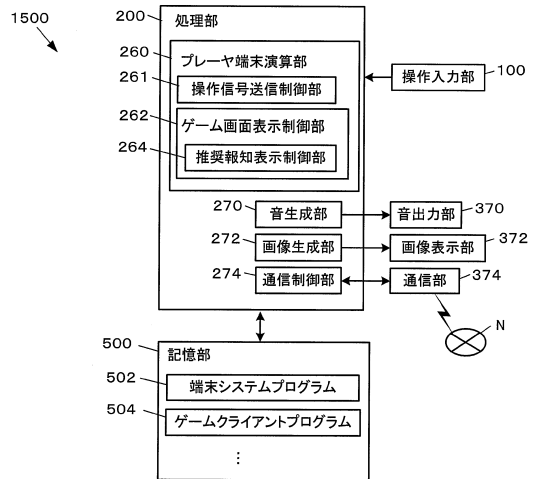 1500
200
処理部
260
プレーヤ端末演算部
261
操作信号送信制御部
262
ゲーム画面表示制御部
264
推奨報知表示制御部
操作入力部
100
270
音生成部
音出力部
370
272
画像生成部
画像表示部
372
274
通信制御部
通信部
374
N
500
記憶部
502
端末システムプログラム
504
ゲームクライアントプログラム
⋮